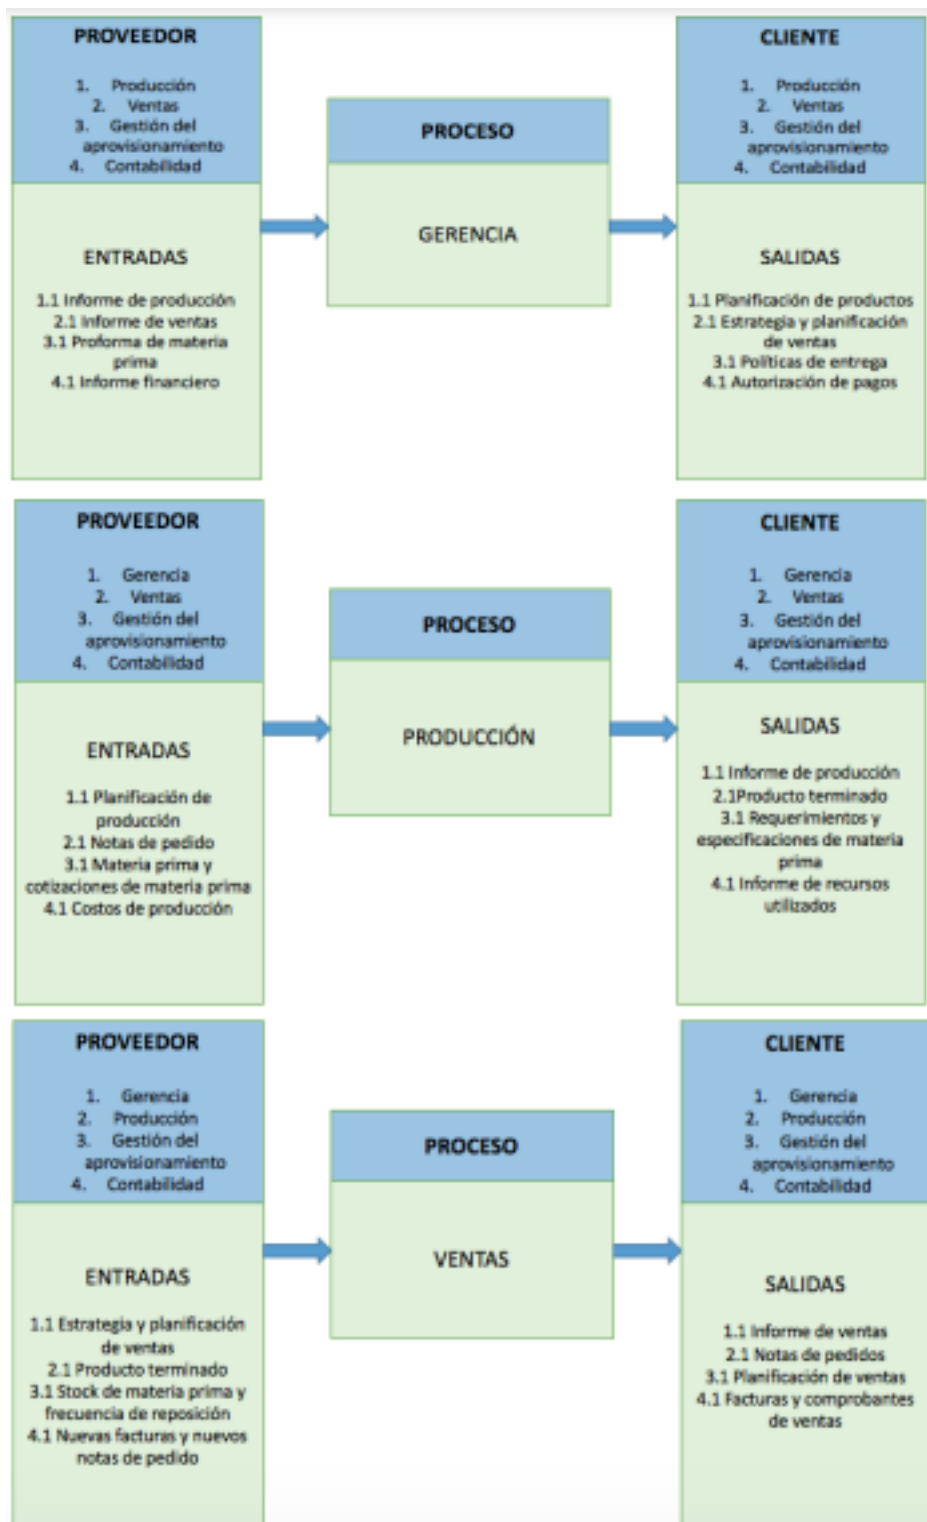 PROVEEDOR
1. Producción
2. Ventas
3. Gestión del
aprovisionamiento
4. Contabilidad
ENTRADAS
1.1 Informe de producción
2.1 Informe de ventas
3.1 Proforma de materia
prima
4.1 Informe financiero
PROCESO
GERENCIA
CLIENTE
1. Producción
2. Ventas
3. Gestión del
aprovisionamiento
4. Contabilidad
SALIDAS
1.1 Planificación de productos
2.1 Estrategia y planificación
de ventas
3.1 Políticas de entrega
4.1 Autorización de pagos
PROVEEDOR
1. Gerencia
2. Ventas
3. Gestión del
aprovisionamiento
4. Contabilidad
ENTRADAS
1.1 Planificación de
producción
2.1 Notas de pedido
3.1 Materia prima y
cotizaciones de materia prima
4.1 Costos de producción
PROCESO
PRODUCCIÓN
CLIENTE
1. Gerencia
2. Ventas
3. Gestión del
aprovisionamiento
4. Contabilidad
SALIDAS
1.1 Informe de producción
2.1Producto terminado
3.1 Requerimientos y
especificaciones de materia
prima
4.1 Informe de recursos
utilizados
PROVEEDOR
1. Gerencia
2. Producción
3. Gestión del
aprovisionamiento
4. Contabilidad
ENTRADAS
1.1 Estrategia y planificación
de ventas
2.1 Producto terminado
3.1 Stock de materia prima y
frecuencia de reposición
4.1 Nuevas facturas y nuevos
notas de pedido
PROCESO
VENTAS
CLIENTE
1. Gerencia
2. Producción
3. Gestión del
aprovisionamiento
4. Contabilidad
SALIDAS
1.1 Informe de ventas
2.1 Notas de pedidos
3.1 Planificación de ventas
4.1 Facturas y comprobantes
de ventas